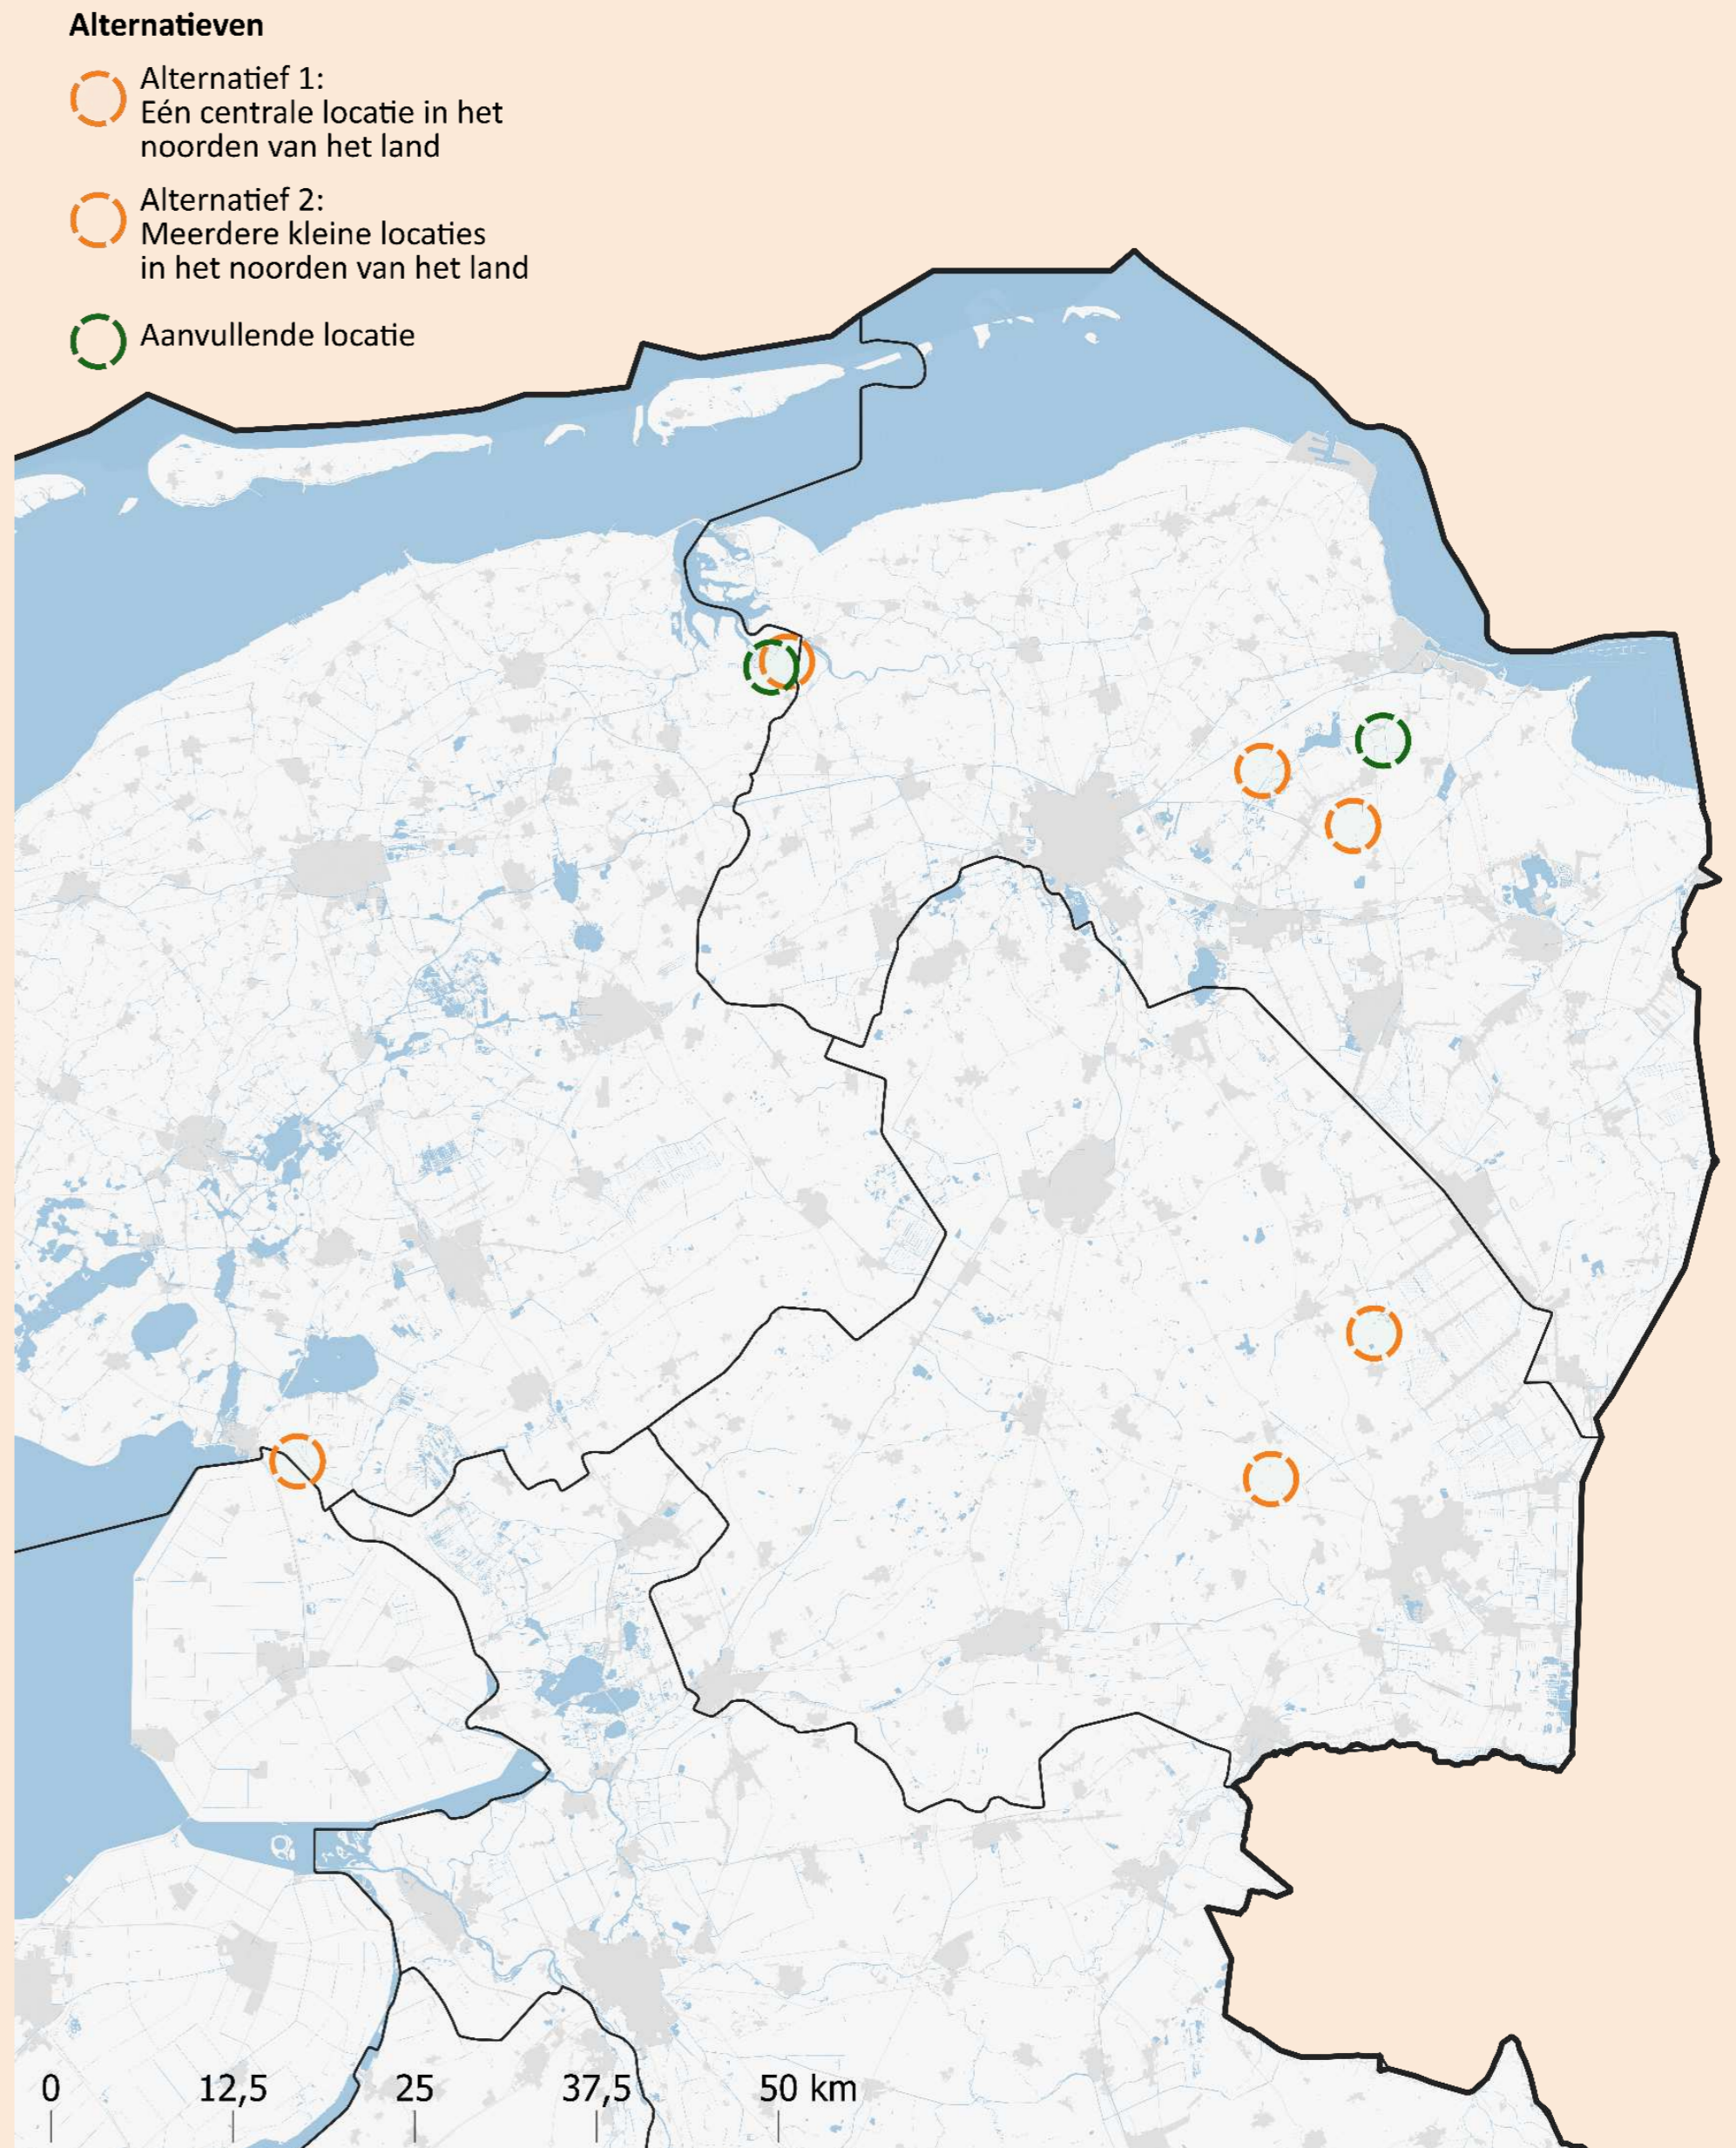 Alternatieven
Alternatief 1:
Eén centrale locatie in het
noorden van het land
Alternatief 2:
Meerdere kleine locaties
in het noorden van het land
Aanvullende locatie
0 12,5 25 37,5 50 km